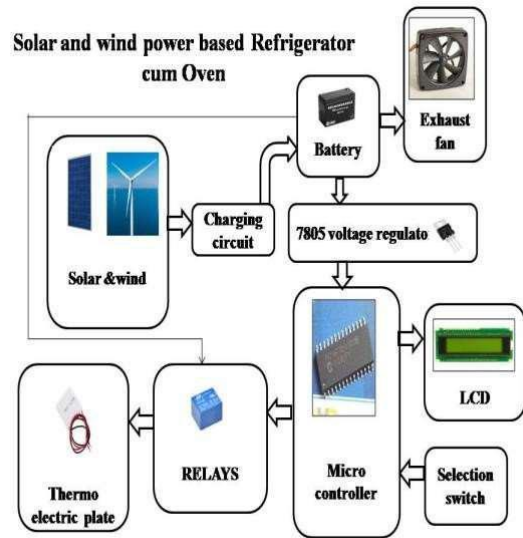 Solar and wind power based Refrigerator
cum Oven
Exhaust
fan
Battery
Charging
circuit
7805 voltage regulato
Solar &wind
LCD
RELAYS
Micro
controller
Selection
switch
Thermo
electric plate